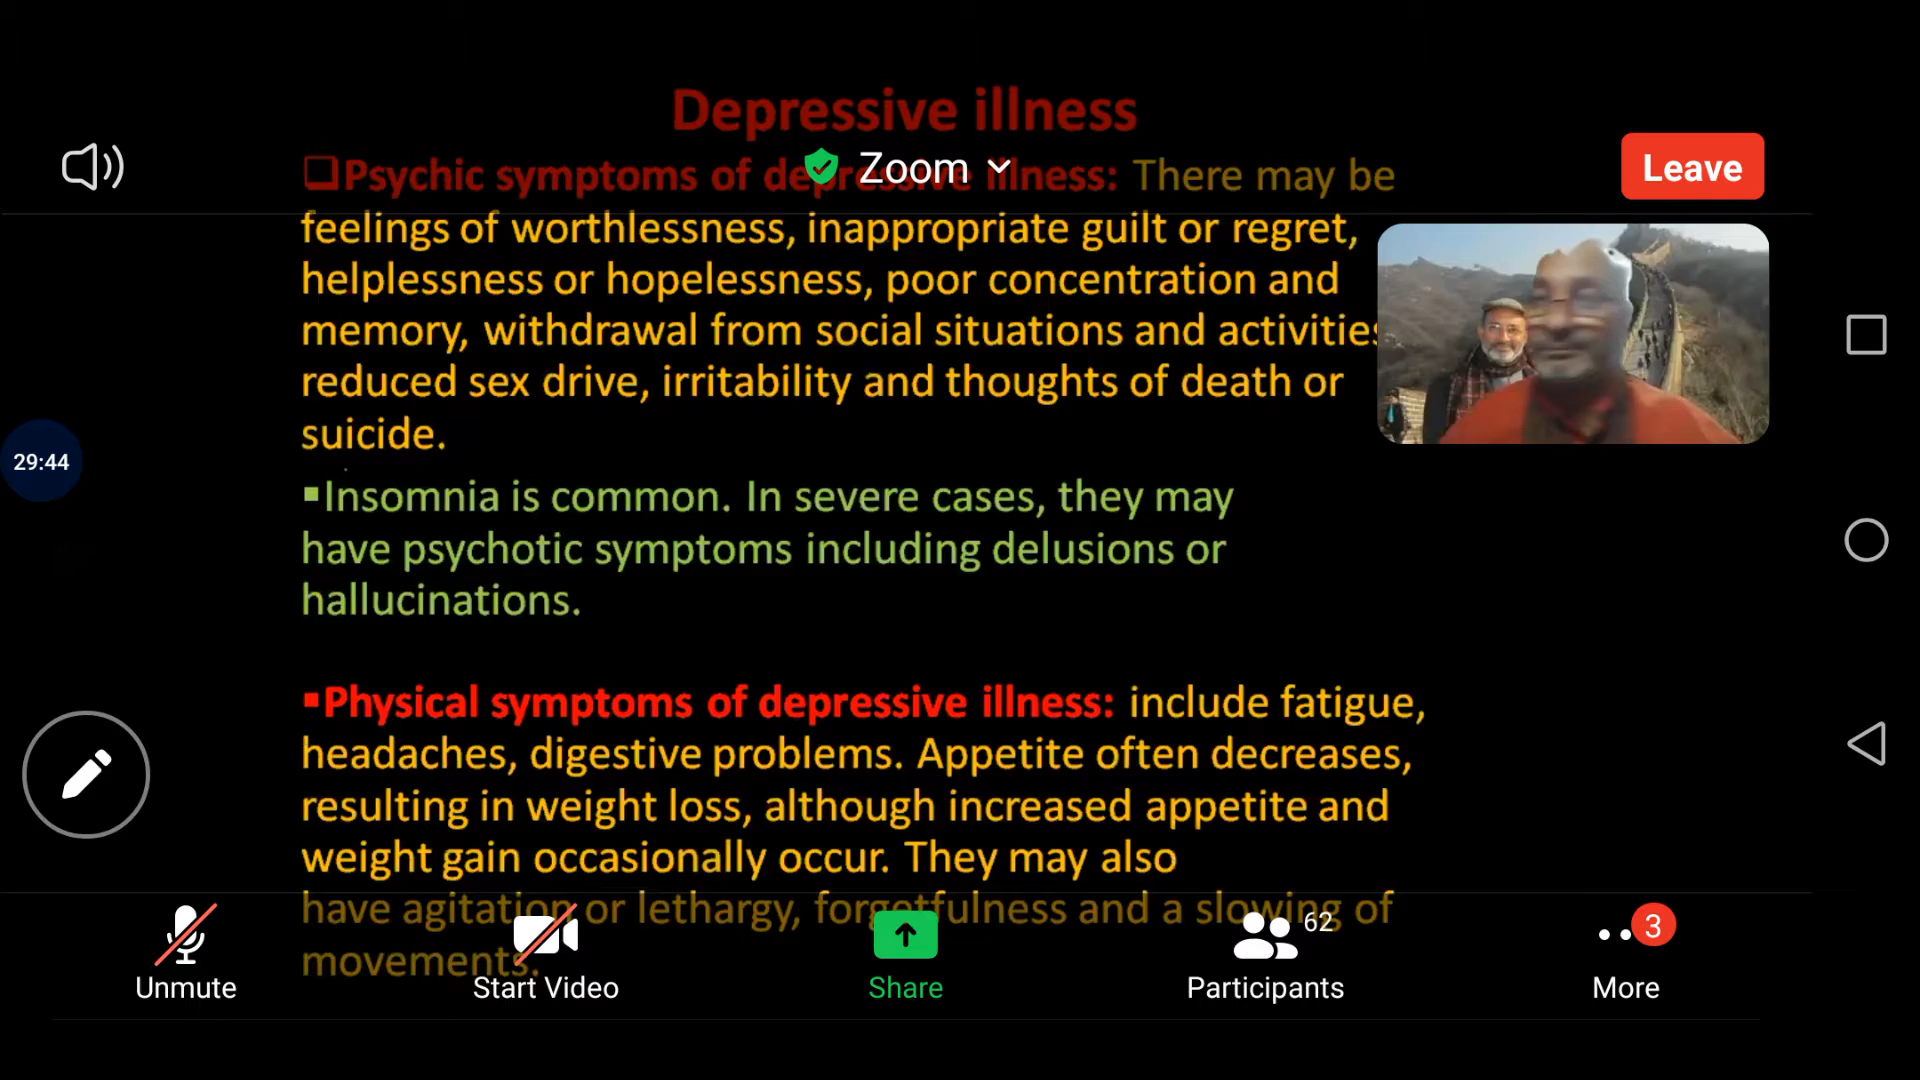 Depressive illness
❑Psychic symptoms of depressive illness: There may be
Zoom
Leave
feelings of worthlessness, inappropriate guilt or regret,
helplessness or hopelessness, poor concentration and
memory, withdrawal from social situations and activities
reduced sex drive, irritability and thoughts of death or
suicide.
29:44
▪Insomnia is common. In severe cases, they may
have psychotic symptoms including delusions or
hallucinations.
▪Physical symptoms of depressive illness: include fatigue,
headaches, digestive problems. Appetite often decreases,
resulting in weight loss, although increased appetite and
weight gain occasionally occur. They may also
have agitation or lethargy, forgetfulness and a slowing of
movements.
62
3
Unmute
Start Video
Share
Participants
More